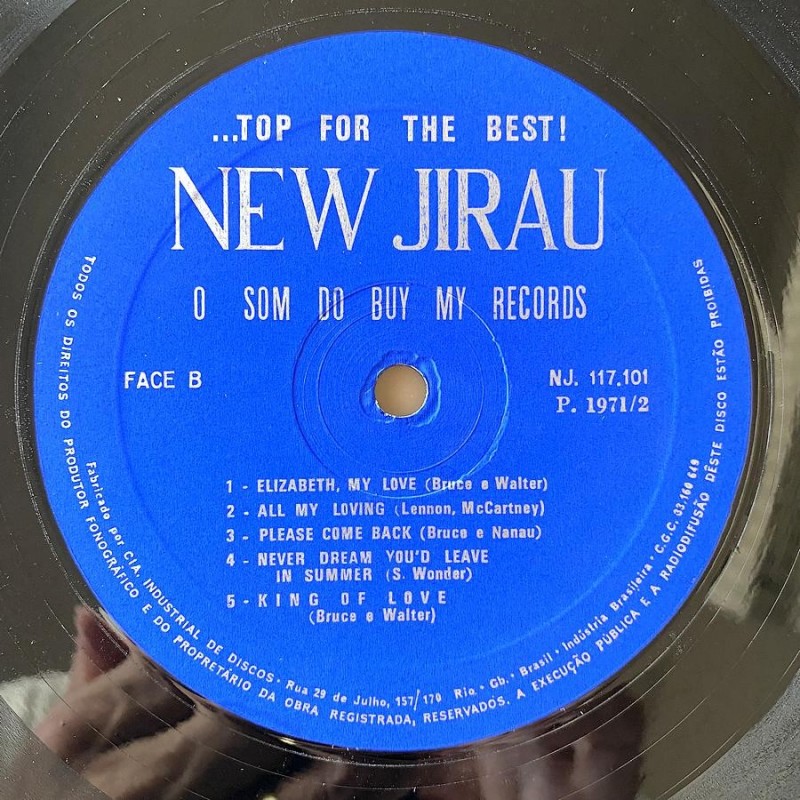 ...TOP FOR THE BEST!
NEW JIRAU
O SOM DO BUY MY RECORDS
FACE B
NJ. 117.101
P. 1971/2
1 - ELIZABETH, MY LOVE (Bruce e Walter)
2 - ALL MY LOVING (Lennon, McCartney)
3 - PLEASE COME BACK (Bruce e Nanau)
4 - NEVER DREAM YOU'D LEAVE
IN SUMMER (S. Wonder)
5 - KING OF LOVE
(Bruce e Walter)
Fabricado por CIA. INDUSTRIAL DE DISCOS · Rua 29 de Julho, 157/170 Rio · Gb. · Brasil · Indústria Brasileira · C.G.C. 33.160 649
TODOS OS DIREITOS DO PRODUTOR FONOGRÁFICO E DO PROPRETÁRIO DA OBRA REGISTRADA, RESERVADOS. A EXECUÇÃO PÚBLICA E A RADIODIFUSÃO DÊSTE DISCO ESTÃO PROIBIDAS